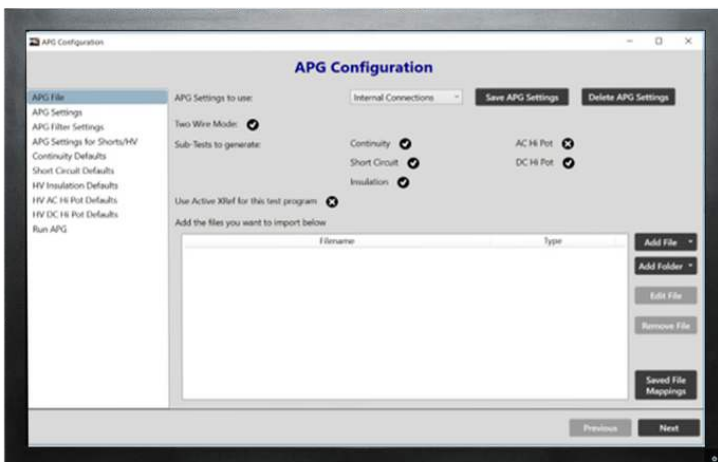 APG Configuration
APG Configuration
APG File
APG Settings
APG Filter Settings
APG Settings for Shorts/HV
Continuity Defaults
Short Circuit Defaults
HV Insulation Defaults
HV AC Hi Pot Defaults
HV DC Hi Pot Defaults
Run APG
APG Settings to use: Internal Connections Save APG Settings Delete APG Settings
Two Wire Mode:
Sub-Tests to generate: Continuity AC Hi Pot
Short Circuit DC Hi Pot
Insulation
Use Active XRef for this test program
Add the files you want to import below
Filename Type
Add File
Add Folder
Edit File
Remove File
Saved File
Mappings
Previous Next